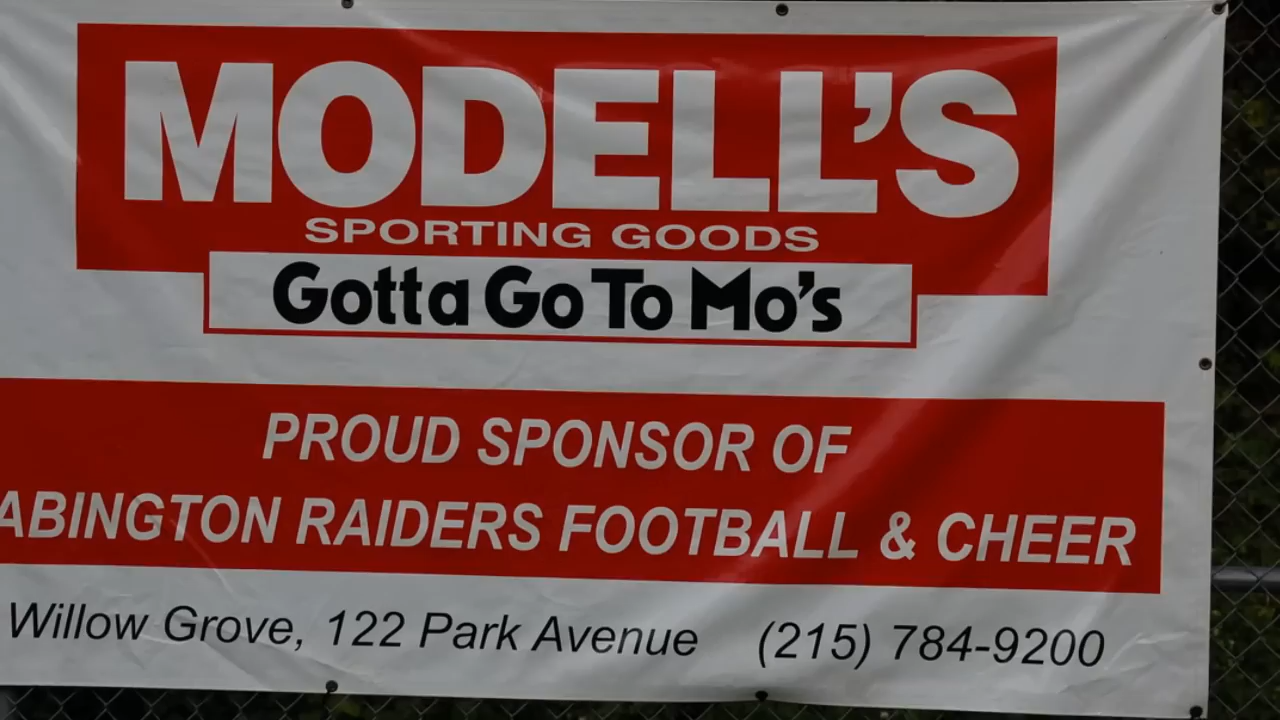 MODELL'S
SPORTING GOODS
Gotta Go To Mo's
PROUD SPONSOR OF
ABINGTON RAIDERS FOOTBALL & CHEER
Willow Grove, 122 Park Avenue (215) 784-9200